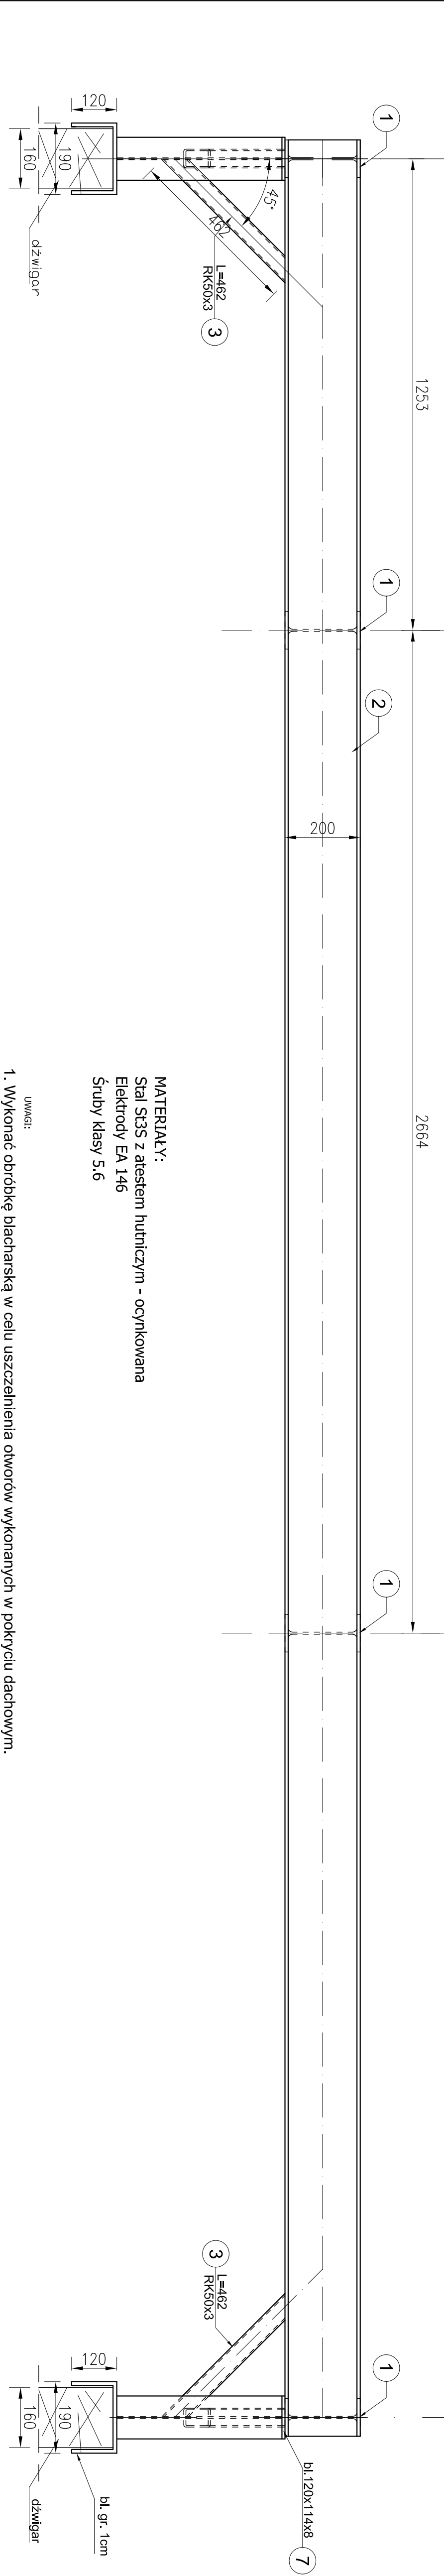 1
1
1
1
1253
2664
2
200
45°
462
L=462
RK50x3
3
3
L=462
RK50x3
bl.120x114x8
7
120
190
160
dźwigar
120
190
160
bl. gr. 1cm
dźwigar
MATERIAŁY:
Stal St3S z atestem hutniczym - ocynkowana
Elektrody EA 146
Śruby klasy 5.6
UWAGI:
1. Wykonać obróbkę blacharską w celu uszczelnienia otworów wykonanych w pokryciu dachowym.